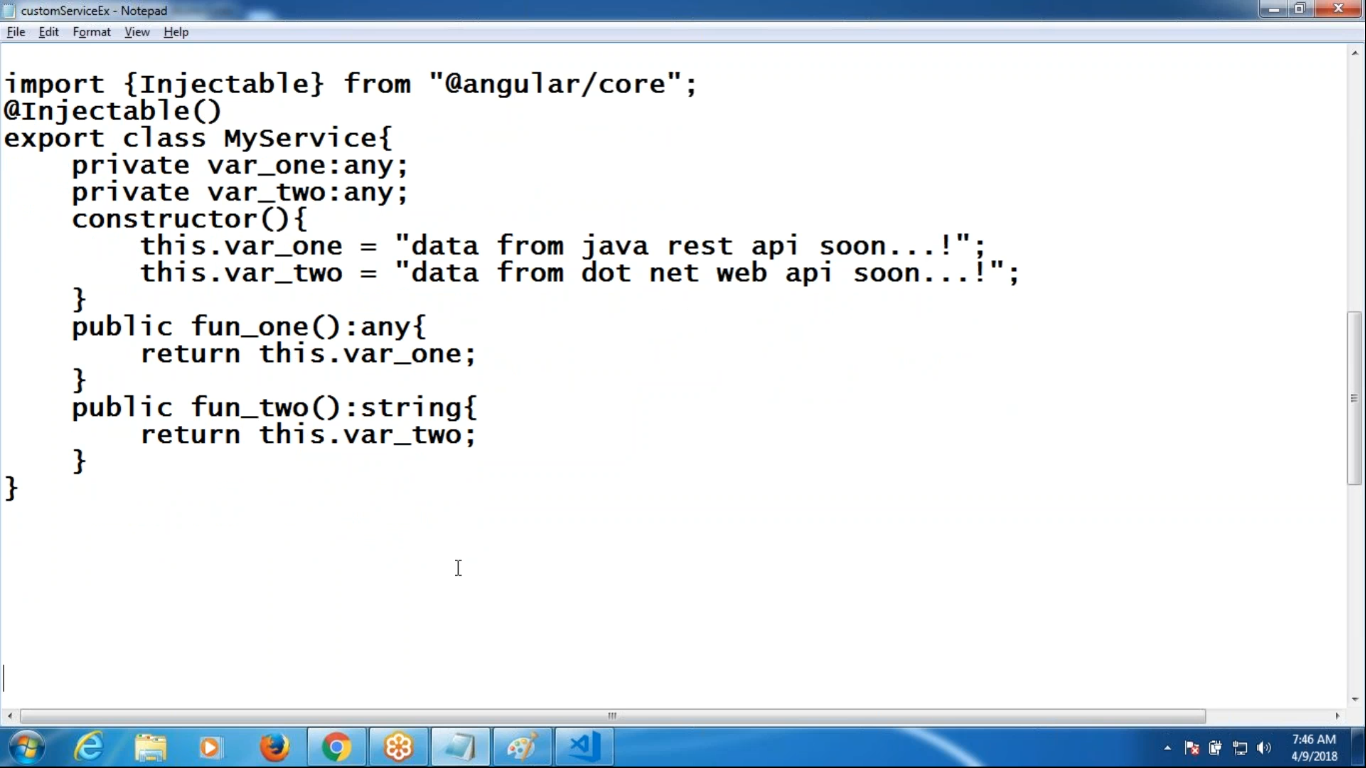 customServiceEx - Notepad
File Edit Format View Help
import {Injectable} from "@angular/core";
@Injectable()
export class MyService{
    private var_one:any;
    private var_two:any;
    constructor(){
        this.var_one = "data from java rest api soon...!";
        this.var_two = "data from dot net web api soon...!";
    }
    public fun_one():any{
        return this.var_one;
    }
    public fun_two():string{
        return this.var_two;
    }
}
7:46 AM
4/9/2018